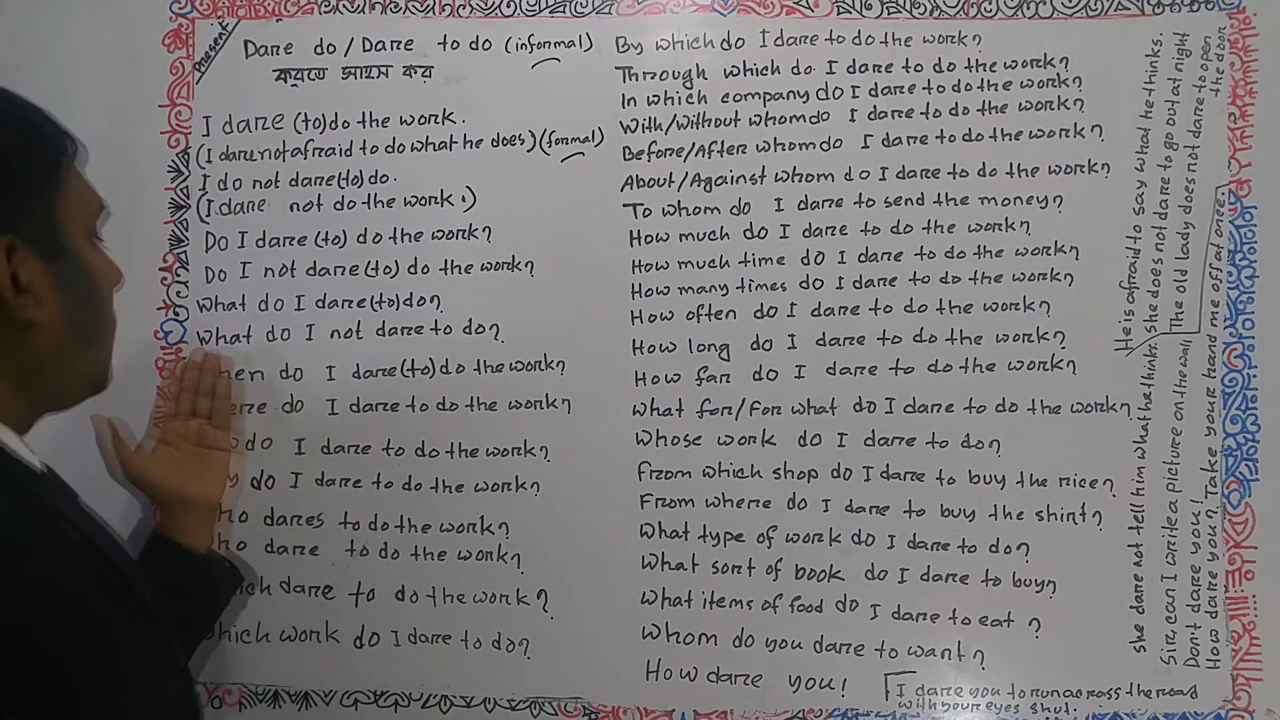 Present
Dare do / Dare to do (informal)
করতে সাহস কর
I dare (to) do the work.
(I dare not afraid to do what he does) (formal)
I do not dare (to) do.
(I dare not do the work.)
Do I dare (to) do the work?
Do I not dare (to) do the work?
What do I dare (to) do?
What do I not dare to do?
hen do I dare (to) do the work?
ere do I dare to do the work?
do I dare to do the work?
y do I dare to do the work?
ho dares to do the work?
ho dare to do the work?
ich dare to do the work?
hich work do I dare to do?
By which do I dare to do the work?
Through which do I dare to do the work?
In which company do I dare to do the work?
With/Without whom do I dare to do the work?
Before/After whom do I dare to do the work?
About/Against whom do I dare to do the work?
To whom do I dare to send the money?
How much do I dare to do the work?
How much time do I dare to do the work?
How many times do I dare to do the work?
How often do I dare to do the work?
How long do I dare to do the work?
How far do I dare to do the work?
What for/For what do I dare to do the work?
Whose work do I dare to do?
From which shop do I dare to buy the rice?
From where do I dare to buy the shirt?
What type of work do I dare to do?
What sort of book do I dare to buy?
What items of food do I dare to eat?
Whom do you dare to want?
How dare you!
I dare you to run across the road
with your eyes shut.
He is afraid to say what he thinks.
she dare not tell him what he thinks. she does not dare to go out at night
Sir, can I write a picture on the wall The old lady does not dare to open
the door
Don't dare you!
How dare you? Take your hand me off at once.